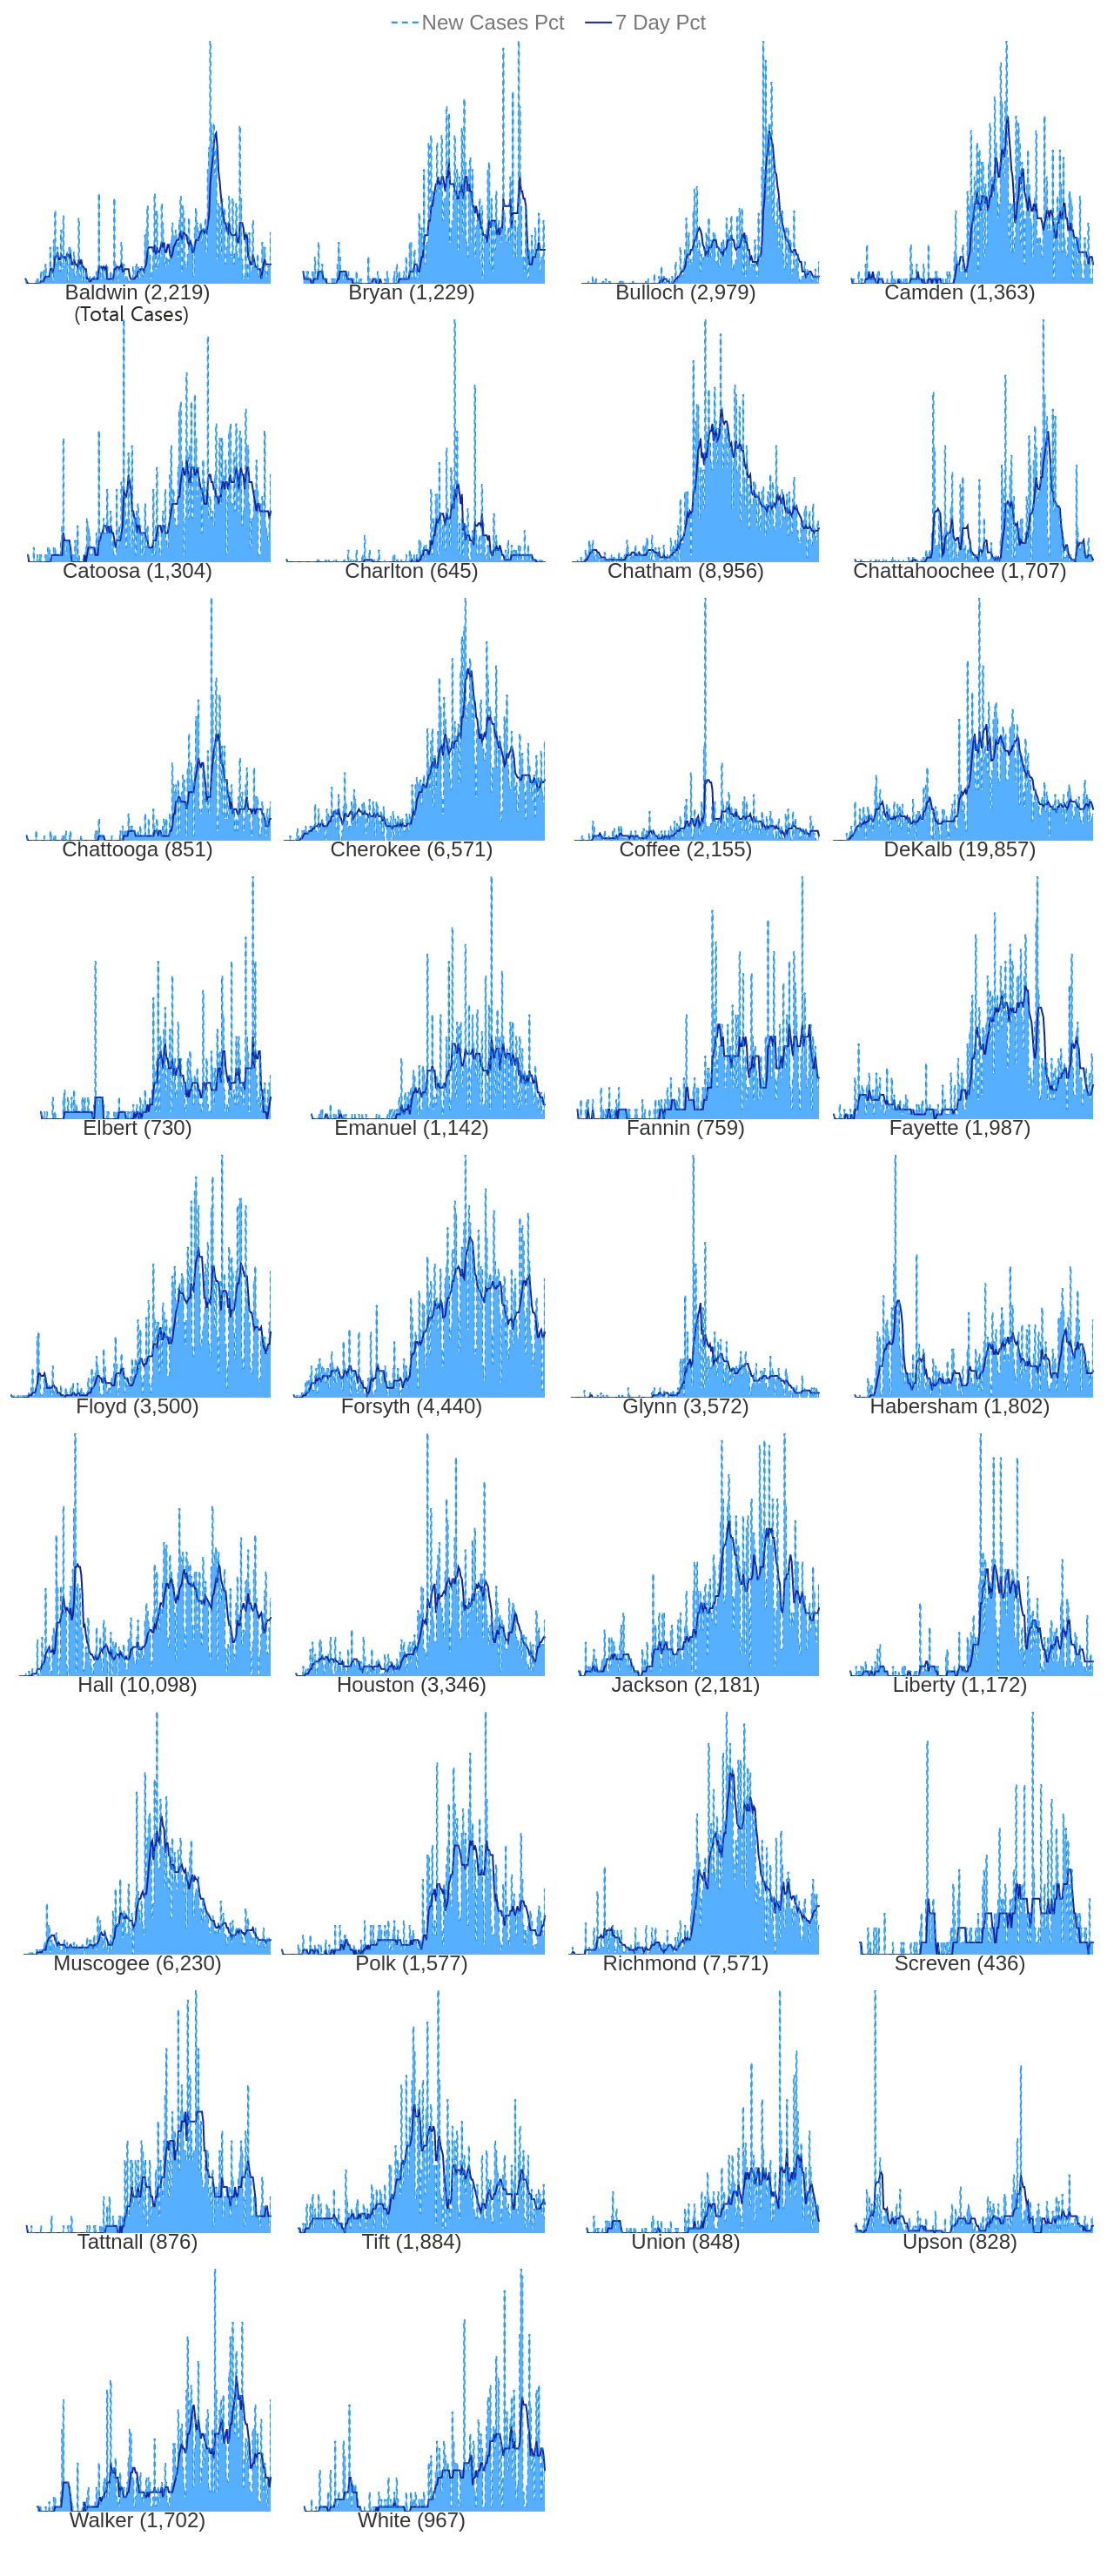 New Cases Pct 7 Day Pct
Baldwin (2,219) Bryan (1,229) Bulloch (2,979) Camden (1,363)
(Total Cases)
Catoosa (1,304) Charlton (645) Chatham (8,956) Chattahoochee (1,707)
Chattooga (851) Cherokee (6,571) Coffee (2,155) DeKalb (19,857)
Elbert (730) Emanuel (1,142) Fannin (759) Fayette (1,987)
Floyd (3,500) Forsyth (4,440) Glynn (3,572) Habersham (1,802)
Hall (10,098) Houston (3,346) Jackson (2,181) Liberty (1,172)
Muscogee (6,230) Polk (1,577) Richmond (7,571) Screven (436)
Tattnall (876) Tift (1,884) Union (848) Upson (828)
Walker (1,702) White (967)